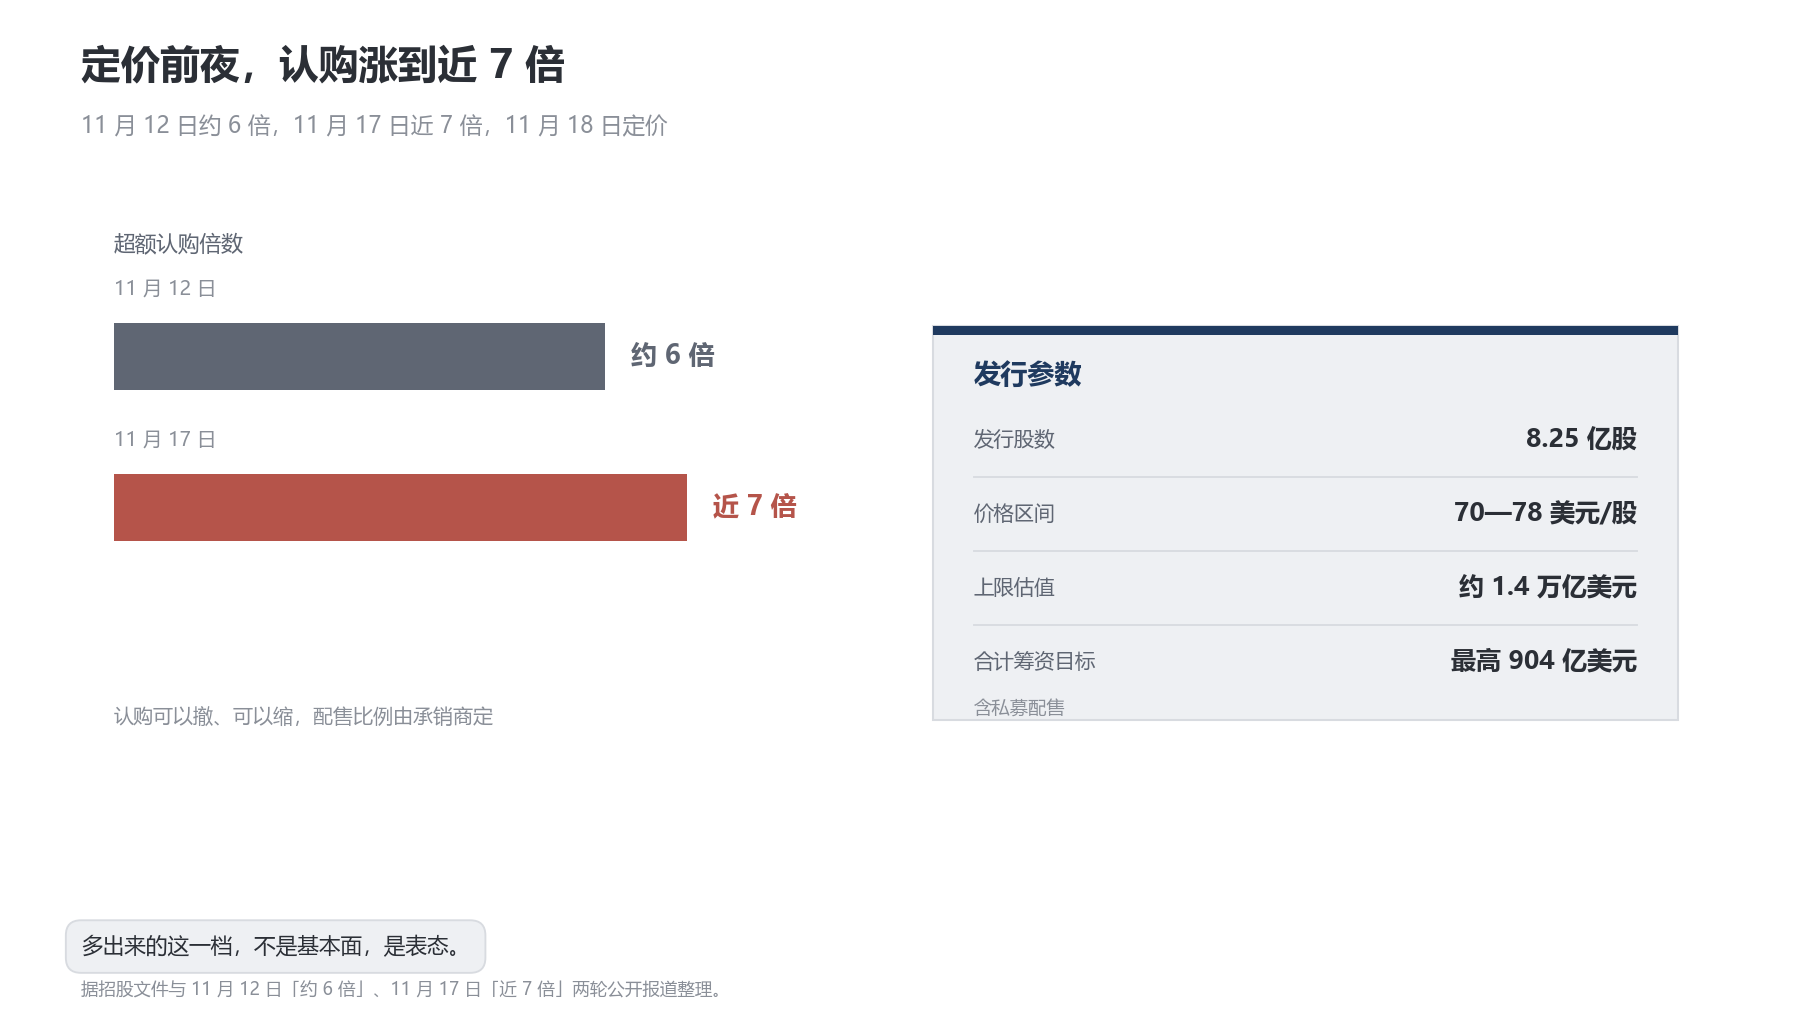 定价前夜，认购涨到近 7 倍
11 月 12 日约 6 倍，11 月 17 日近 7 倍，11 月 18 日定价
超额认购倍数
11 月 12 日
约 6 倍
11 月 17 日
近 7 倍
认购可以撤、可以缩，配售比例由承销商定
发行参数
发行股数 8.25 亿股
价格区间 70—78 美元/股
上限估值 约 1.4 万亿美元
合计筹资目标 最高 904 亿美元
含私募配售
多出来的这一档，不是基本面，是表态。
据招股文件与 11 月 12 日「约 6 倍」、11 月 17 日「近 7 倍」两轮公开报道整理。